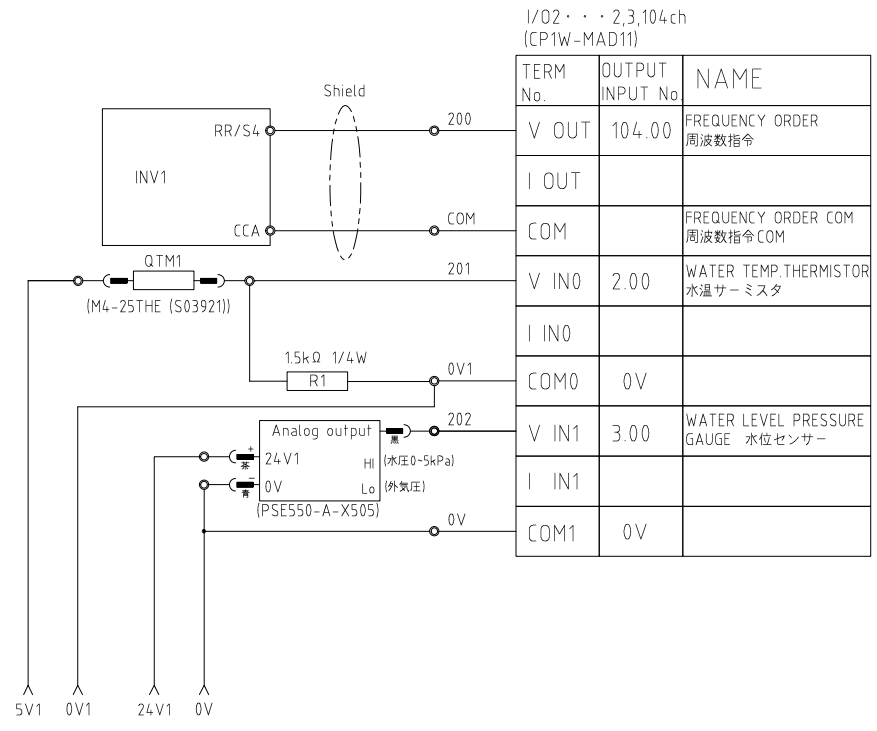 I/O2・・・2,3,104ch
(CP1W-MAD11)
TERM No.
OUTPUT INPUT No.
NAME
Shield
RR/S4
200
V OUT
104.00
FREQUENCY ORDER
周波数指令
INV1
I OUT
CCA
COM
COM
FREQUENCY ORDER COM
周波数指令COM
QTM1
(M4-25THE (S03921))
201
V IN0
2.00
WATER TEMP.THERMISTOR
水温サーミスタ
I IN0
1.5kΩ 1/4W
R1
0V1
COM0
0V
Analog output
黒
202
V IN1
3.00
WATER LEVEL PRESSURE
GAUGE 水位センサー
+
茶
24V1
HI
(水圧0~5kPa)
I IN1
-
青
0V
Lo
(外気圧)
(PSE550-A-X505)
0V
COM1
0V
5V1
0V1
24V1
0V